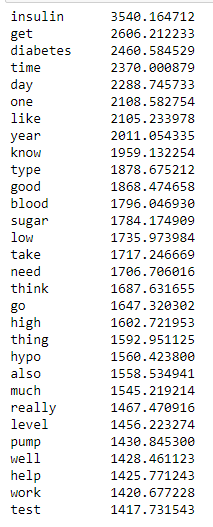 insulin 3540.164712
get 2606.212233
diabetes 2460.584529
time 2370.000879
day 2288.745733
one 2108.582754
like 2105.233978
year 2011.054335
know 1959.132254
type 1878.675212
good 1868.474658
blood 1796.046930
sugar 1784.174909
low 1735.973984
take 1717.246669
need 1706.706016
think 1687.631655
go 1647.320302
high 1602.721953
thing 1592.951125
hypo 1560.423800
also 1558.534941
much 1545.219214
really 1467.470916
level 1456.223274
pump 1430.845300
well 1428.461123
help 1425.771243
work 1420.677228
test 1417.731543